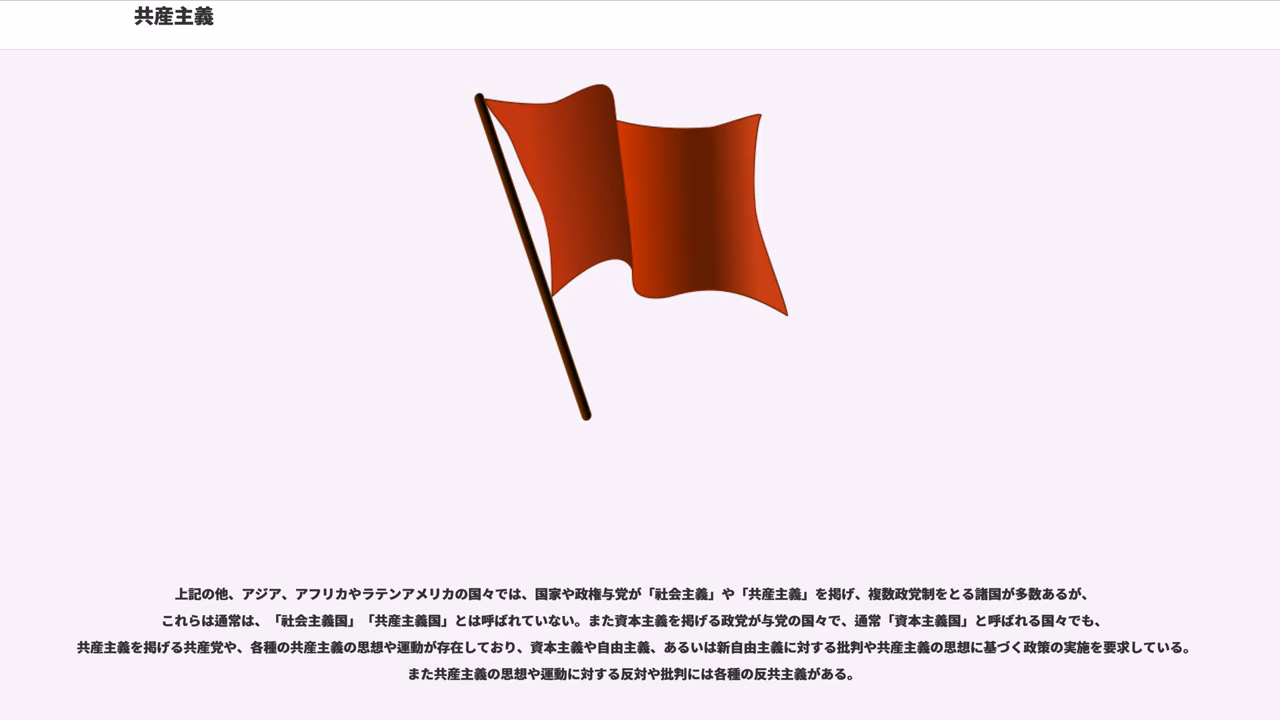 共産主義
上記の他、アジア、アフリカやラテンアメリカの国々では、国家や政権与党が「社会主義」や「共産主義」を掲げ、複数政党制をとる諸国が多数あるが、
これらは通常は、「社会主義国」「共産主義国」とは呼ばれていない。また資本主義を掲げる政党が与党の国々で、通常「資本主義国」と呼ばれる国々でも、
共産主義を掲げる共産党や、各種の共産主義の思想や運動が存在しており、資本主義や自由主義、あるいは新自由主義に対する批判や共産主義の思想に基づく政策の実施を要求している。
また共産主義の思想や運動に対する反対や批判には各種の反共主義がある。